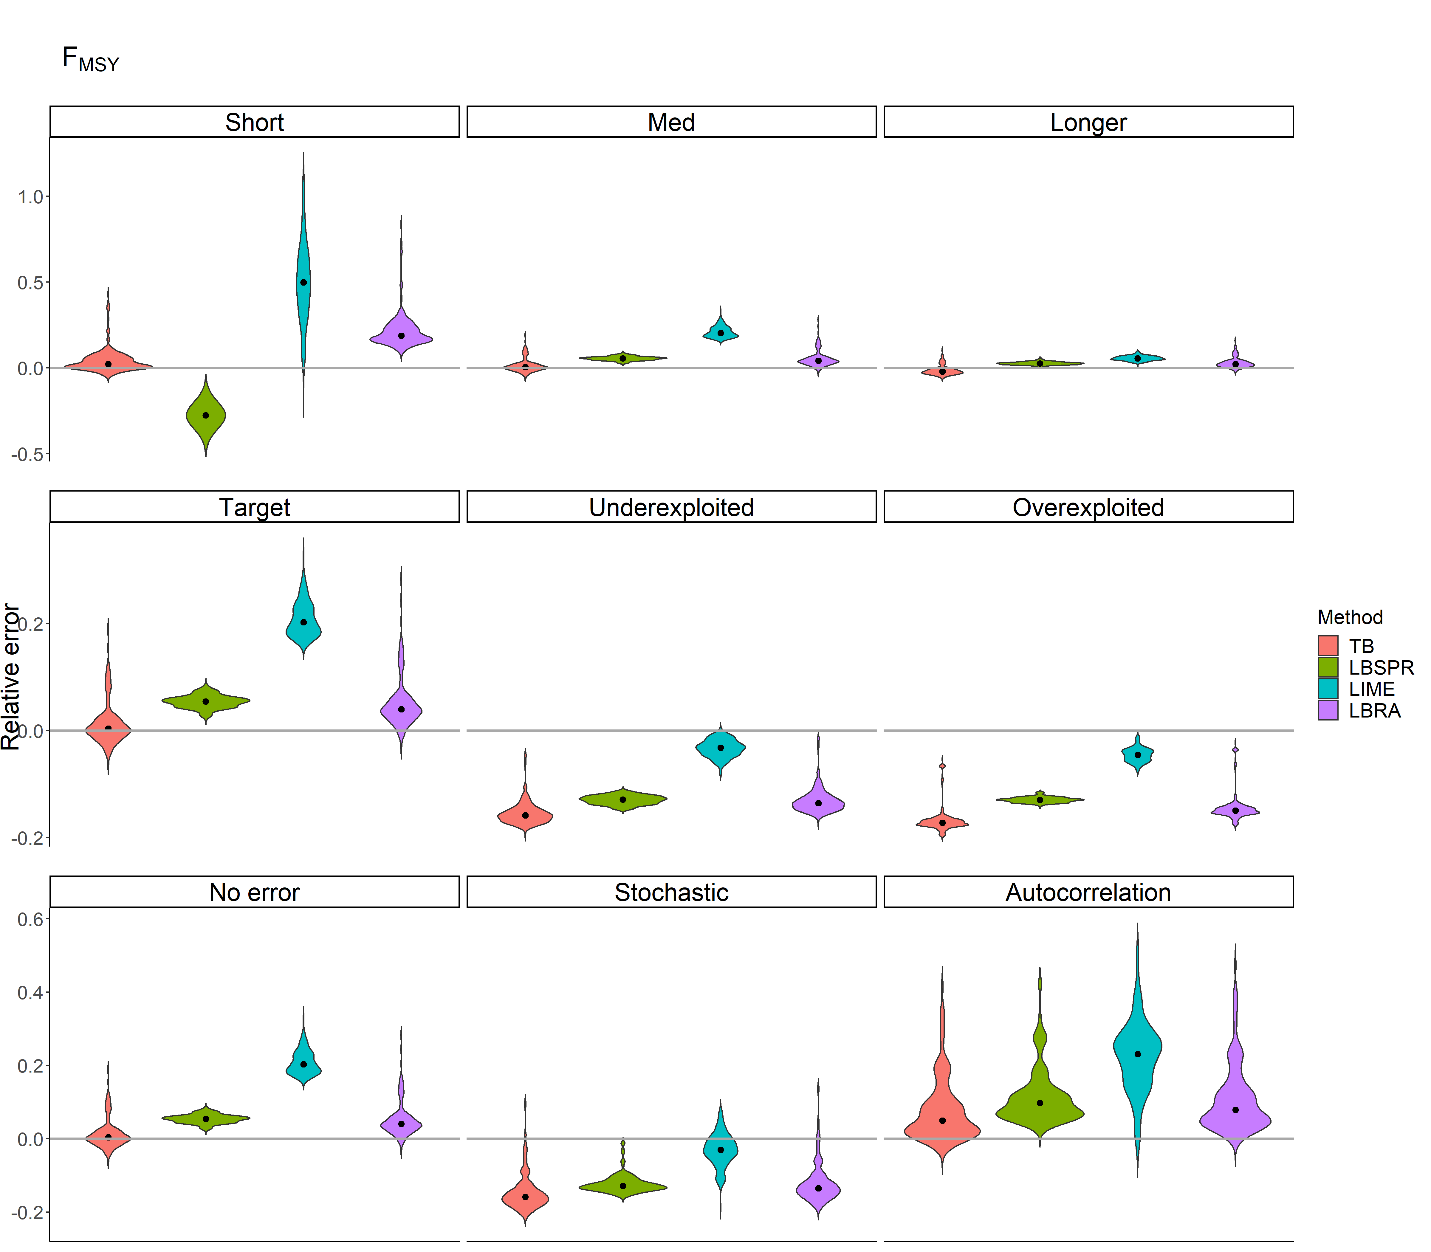 F_MSY
Short Med Longer
1.0
0.5
0.0
-0.5
Target Underexploited Overexploited
0.2
0.0
-0.2
No error Stochastic Autocorrelation
0.6
0.4
0.2
0.0
-0.2
Relative error
Method
TB
LBSPR
LIME
LBRA